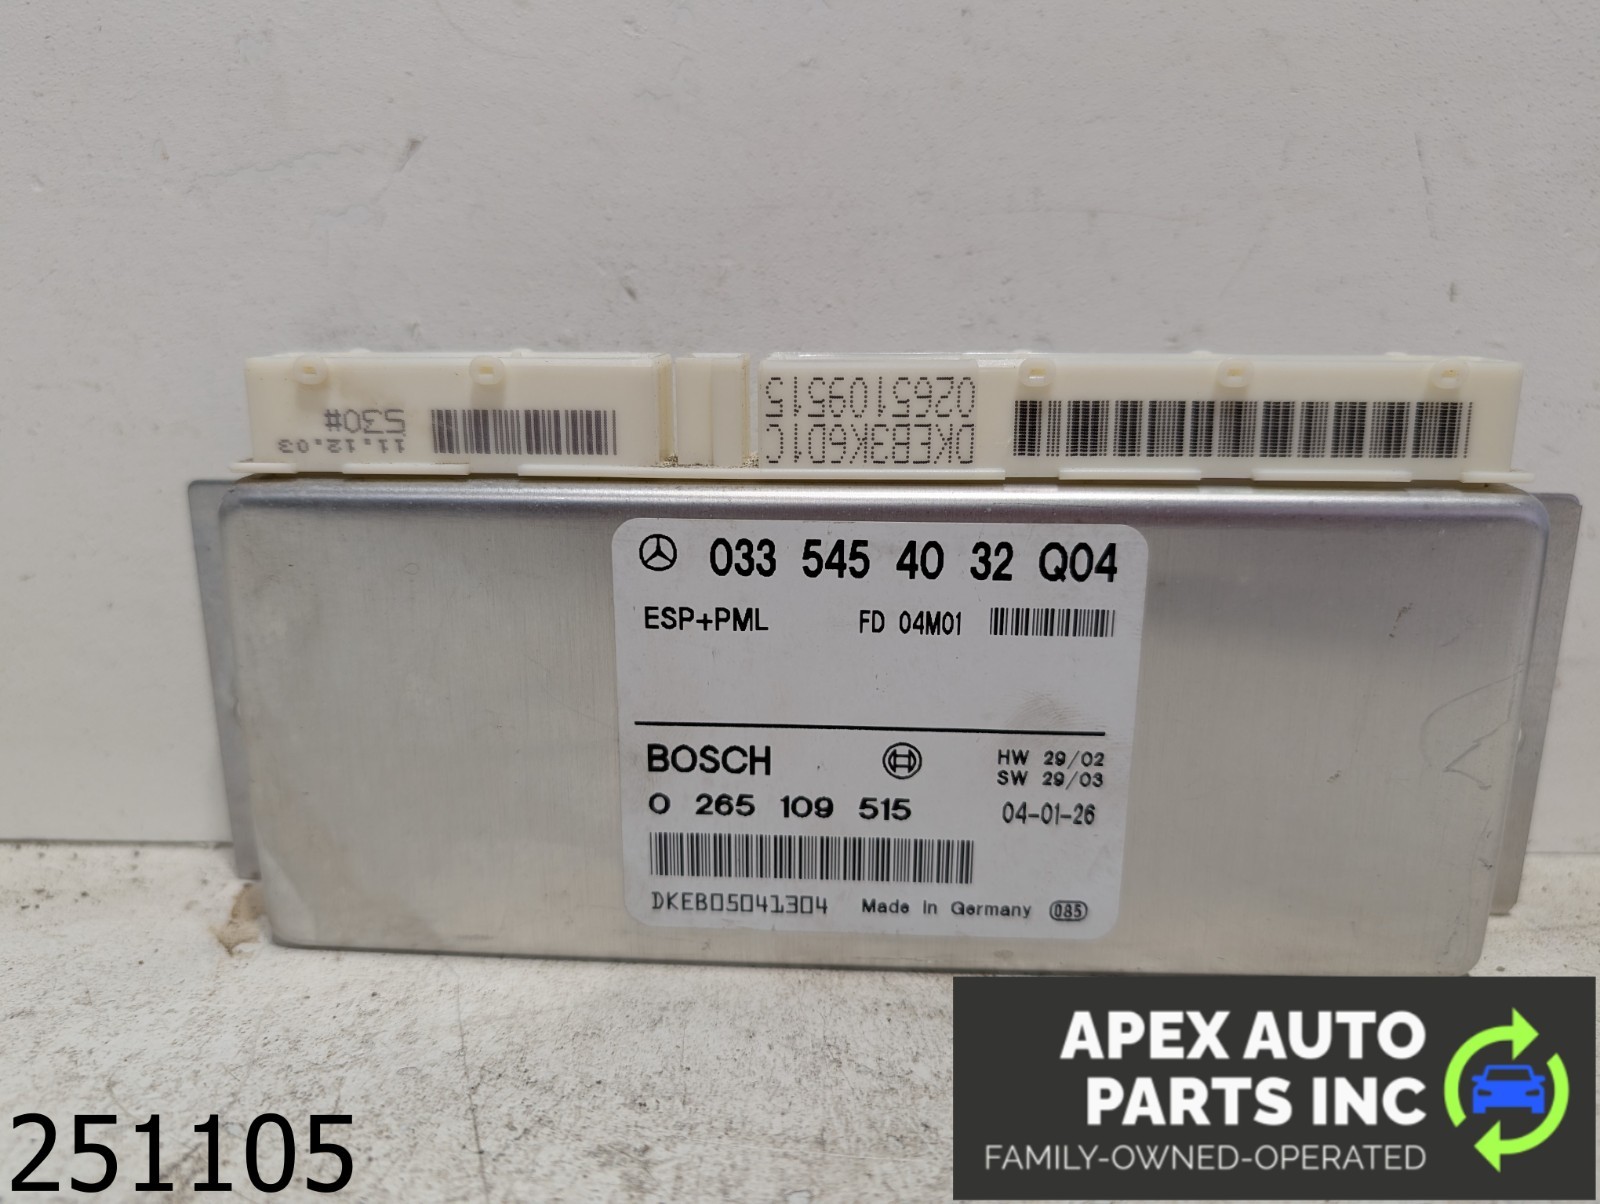 530#
11.12.03
0265109515
DKEB3K6D1C
033 545 40 32 Q04
ESP+PML FD 04M01
BOSCH HW 29/02
SW 29/03
0 265 109 515 04-01-26
DKEB05041304 Made in Germany 085
APEX AUTO
PARTS INC
FAMILY-OWNED-OPERATED
251105